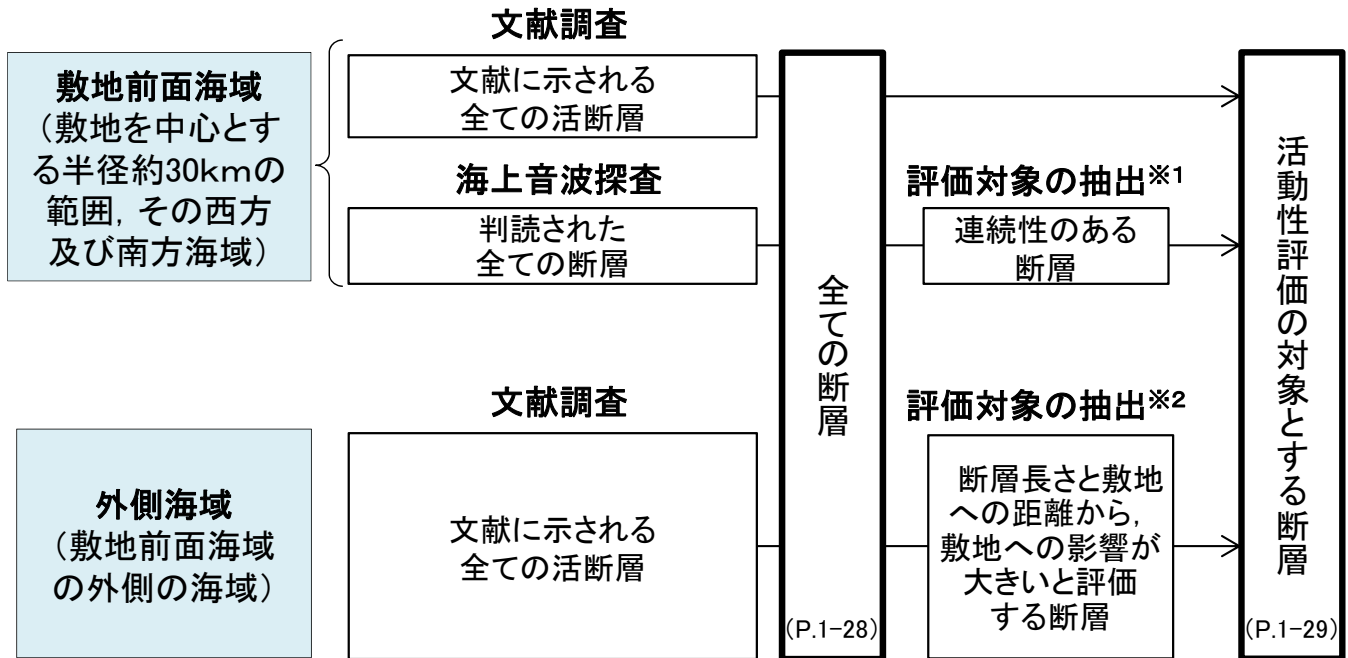 敷地前面海域
（敷地を中心とす
る半径約30kmの
範囲，その西方
及び南方海域）
文献調査
文献に示される
全ての活断層
海上音波探査
判読された
全ての断層
評価対象の抽出※1
連続性のある
断層
外側海域
（敷地前面海域
の外側の海域）
文献調査
文献に示される
全ての活断層
全ての断層
(P.1-28)
評価対象の抽出※2
断層長さと敷地
への距離から，
敷地への影響が
大きいと評価
する断層
活動性評価の対象とする断層
(P.1-29)